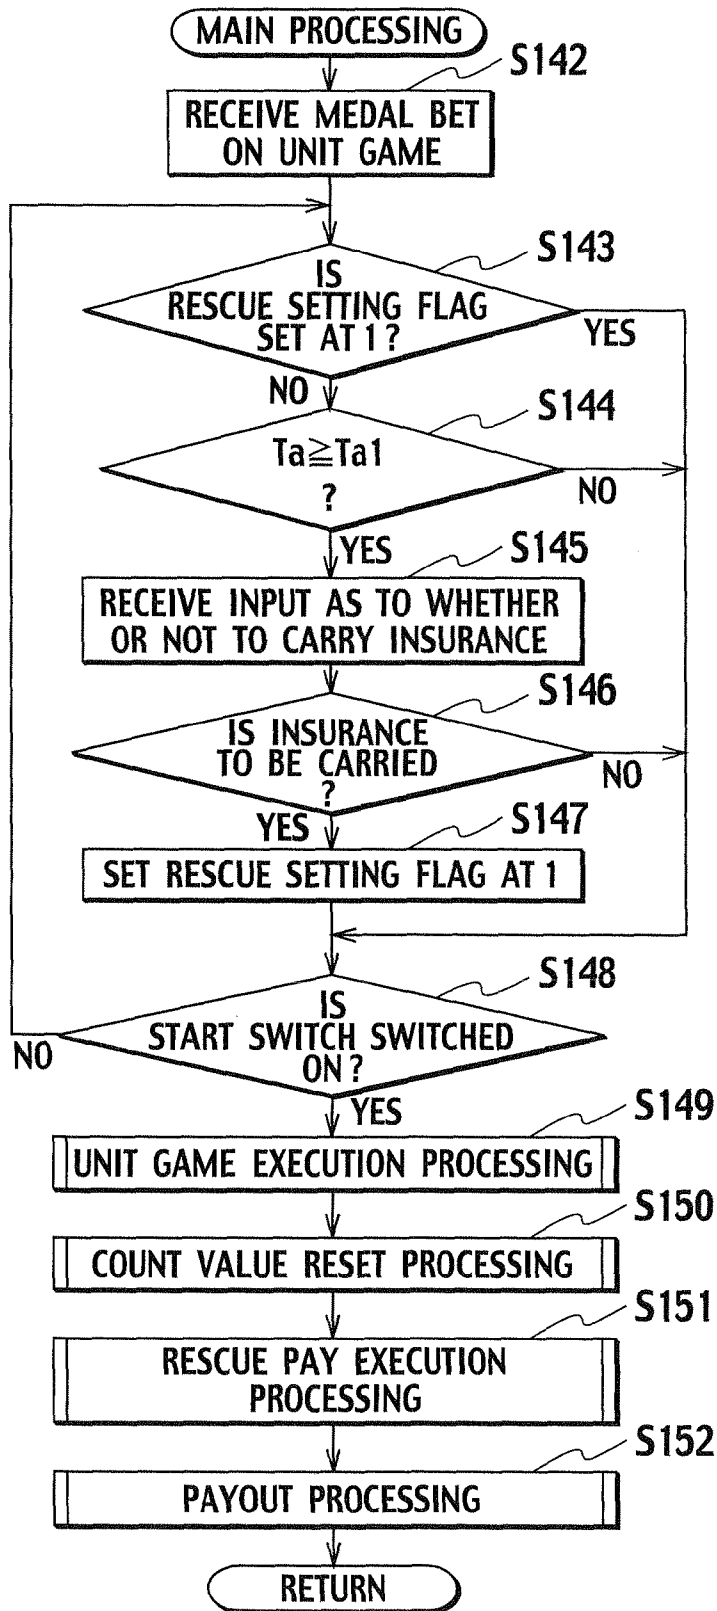 MAIN PROCESSING
S142
RECEIVE MEDAL BET
ON UNIT GAME
S143
IS
RESCUE SETTING FLAG
SET AT 1?
YES
NO
S144
Ta≧Ta1
?
NO
YES
S145
RECEIVE INPUT AS TO WHETHER
OR NOT TO CARRY INSURANCE
S146
IS INSURANCE
TO BE CARRIED
?
NO
YES
S147
SET RESCUE SETTING FLAG AT 1
S148
IS
START SWITCH SWITCHED
ON?
NO
YES
S149
UNIT GAME EXECUTION PROCESSING
S150
COUNT VALUE RESET PROCESSING
S151
RESCUE PAY EXECUTION
PROCESSING
S152
PAYOUT PROCESSING
RETURN